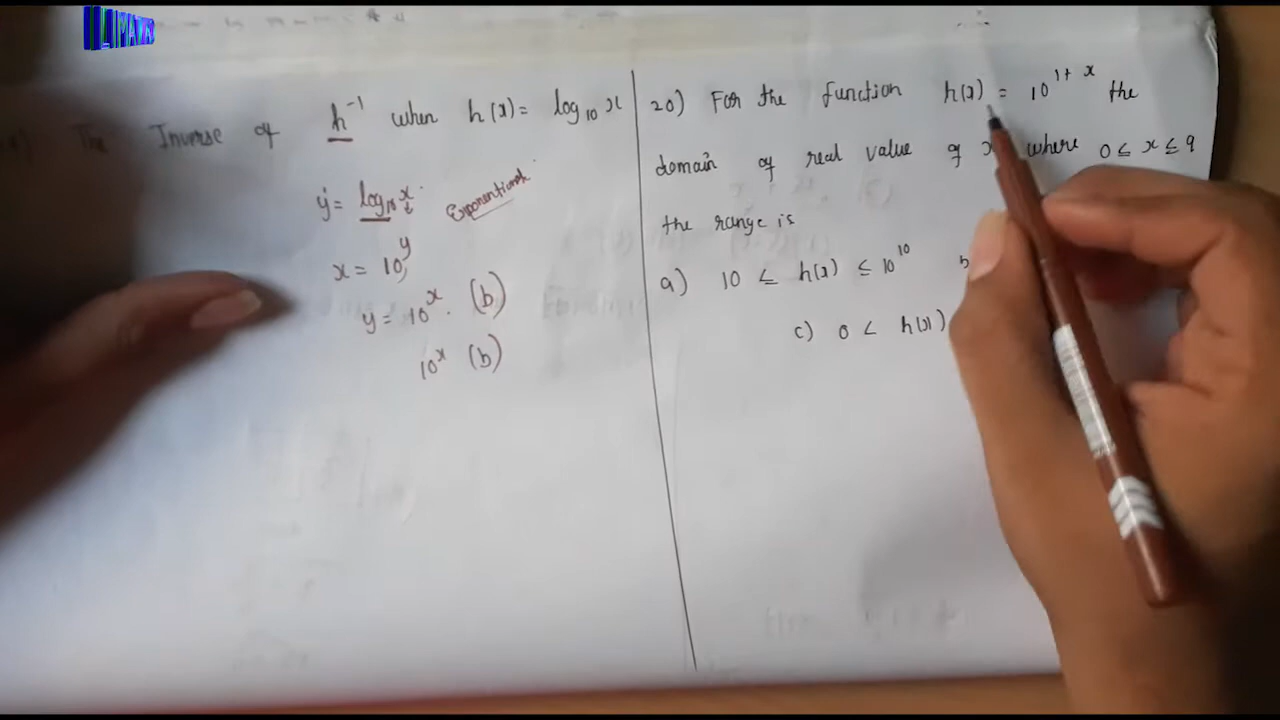 The Inverse of h⁻¹ when h(x) = log₁₀ x
y = log₁₀ x
Exponential
x = 10^y
y = 10^x. (b)
10^x (b)
20) For the function h(x) = 10^(1+x) the
domain of real value of x where 0 ≤ x ≤ 9
the range is
a) 10 ≤ h(x) ≤ 10^10 b
c) 0 < h(x)